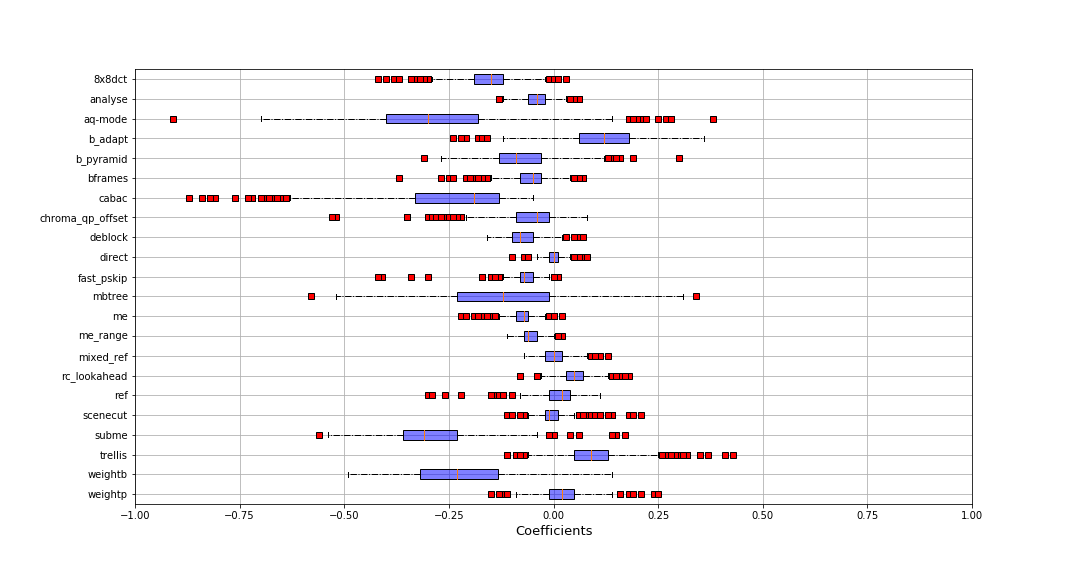 8x8dct
analyse
aq-mode
b_adapt
b_pyramid
bframes
cabac
chroma_qp_offset
deblock
direct
fast_pskip
mbtree
me
me_range
mixed_ref
rc_lookahead
ref
scenecut
subme
trellis
weightb
weightp
−1.00 −0.75 −0.50 −0.25 0.00 0.25 0.50 0.75 1.00
Coefficients